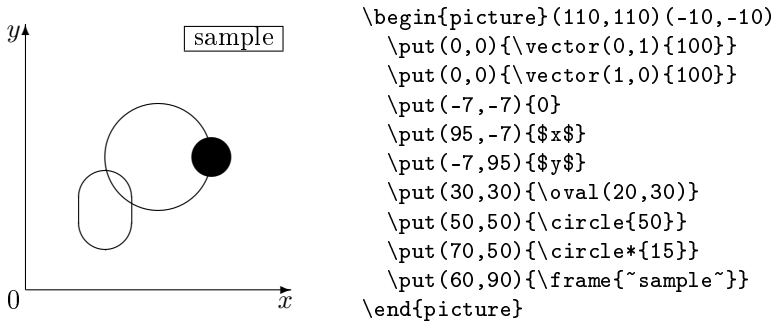 y
sample
0
x
\begin{picture}(110,110)(-10,-10)
\put(0,0){\vector(0,1){100}}
\put(0,0){\vector(1,0){100}}
\put(-7,-7){0}
\put(95,-7){$x$}
\put(-7,95){$y$}
\put(30,30){\oval(20,30)}
\put(50,50){\circle{50}}
\put(70,50){\circle*{15}}
\put(60,90){\frame{~sample~}}
\end{picture}